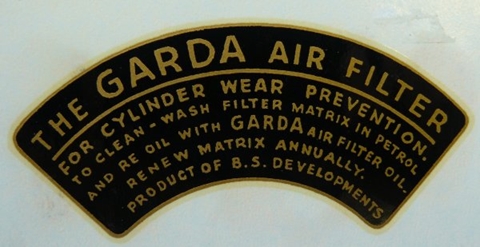 THE GARDA AIR FILTER
FOR CYLINDER WEAR PREVENTION.
TO CLEAN-WASH FILTER MATRIX IN PETROL
AND RE OIL WITH GARDA AIR FILTER OIL.
RENEW MATRIX ANNUALLY.
PRODUCT OF B.S. DEVELOPMENTS